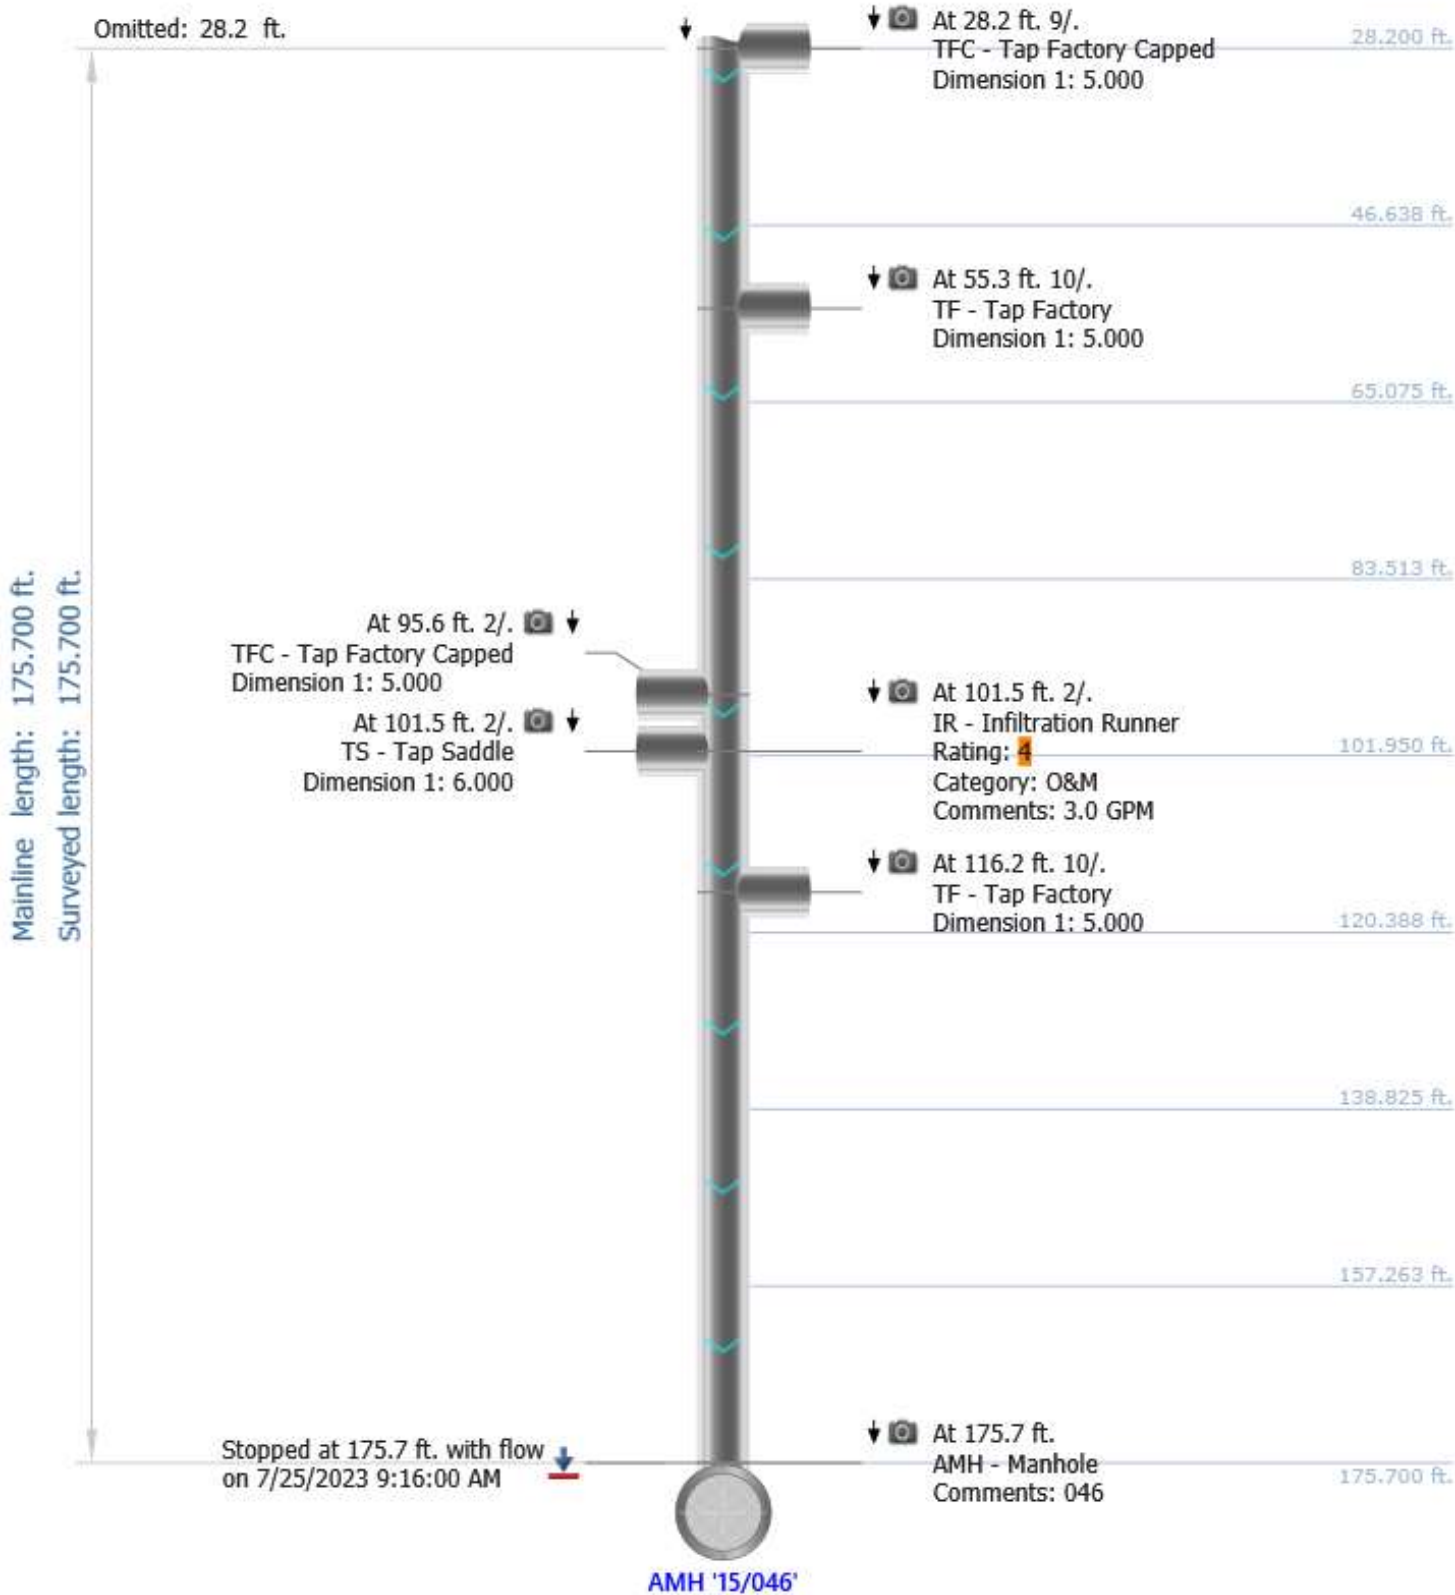 Omitted: 28.2 ft.
At 28.2 ft. 9/.
TFC - Tap Factory Capped
Dimension 1: 5.000
28.200 ft.
46.638 ft.
At 55.3 ft. 10/.
TF - Tap Factory
Dimension 1: 5.000
65.075 ft.
83.513 ft.
Mainline length: 175.700 ft.
Surveyed length: 175.700 ft.
At 95.6 ft. 2/.
TFC - Tap Factory Capped
Dimension 1: 5.000
At 101.5 ft. 2/.
TS - Tap Saddle
Dimension 1: 6.000
At 101.5 ft. 2/.
IR - Infiltration Runner
Rating: 4
Category: O&M
Comments: 3.0 GPM
101.950 ft.
At 116.2 ft. 10/.
TF - Tap Factory
Dimension 1: 5.000
120.388 ft.
138.825 ft.
157.263 ft.
Stopped at 175.7 ft. with flow
on 7/25/2023 9:16:00 AM
At 175.7 ft.
AMH - Manhole
Comments: 046
175.700 ft.
AMH '15/046'